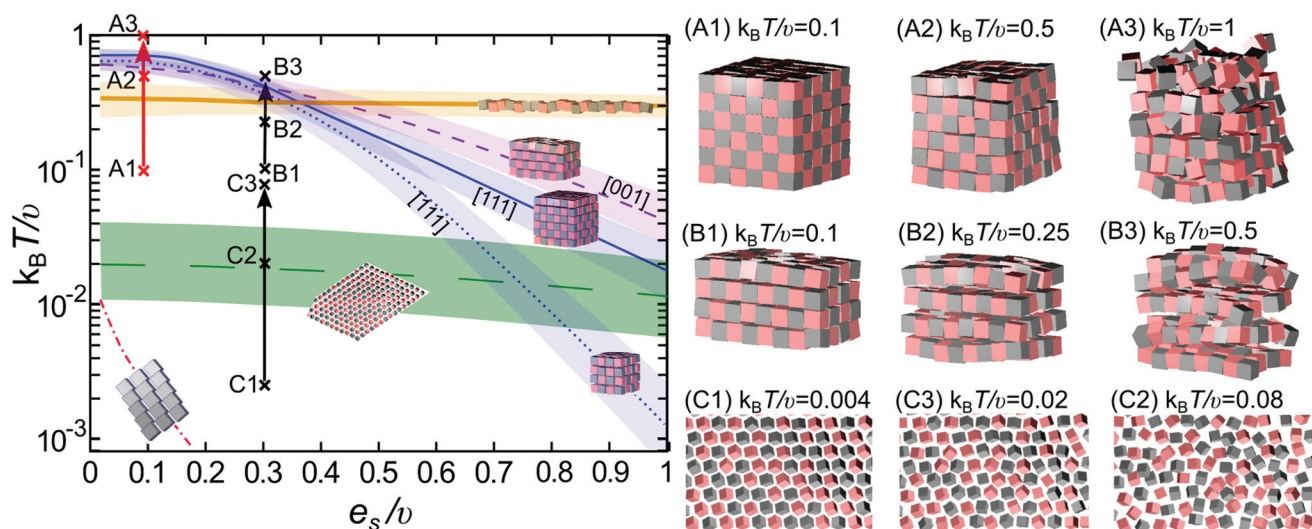 A3
A2
A1
B3
B2
B1
C3
C2
C1
[001]
[111]
k_BT/υ
1
10⁻¹
10⁻²
10⁻³
0 0.1 0.2 0.3 0.4 0.5 0.6 0.7 0.8 0.9 1
e_s/υ
(A1) k_BT/υ=0.1
(A2) k_BT/υ=0.5
(A3) k_BT/υ=1
(B1) k_BT/υ=0.1
(B2) k_BT/υ=0.25
(B3) k_BT/υ=0.5
(C1) k_BT/υ=0.004
(C3) k_BT/υ=0.02
(C2) k_BT/υ=0.08